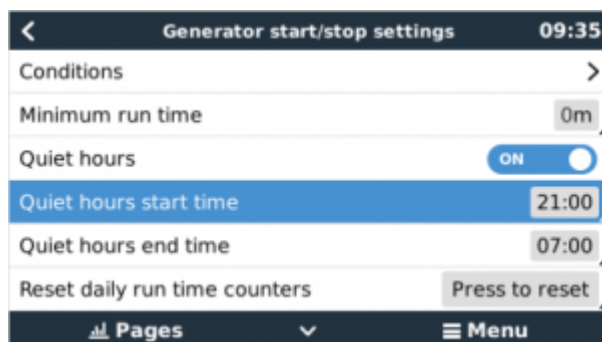 Generator start/stop settings 09:35
Conditions
Minimum run time 0m
Quiet hours ON
Quiet hours start time 21:00
Quiet hours end time 07:00
Reset daily run time counters Press to reset
Pages Menu